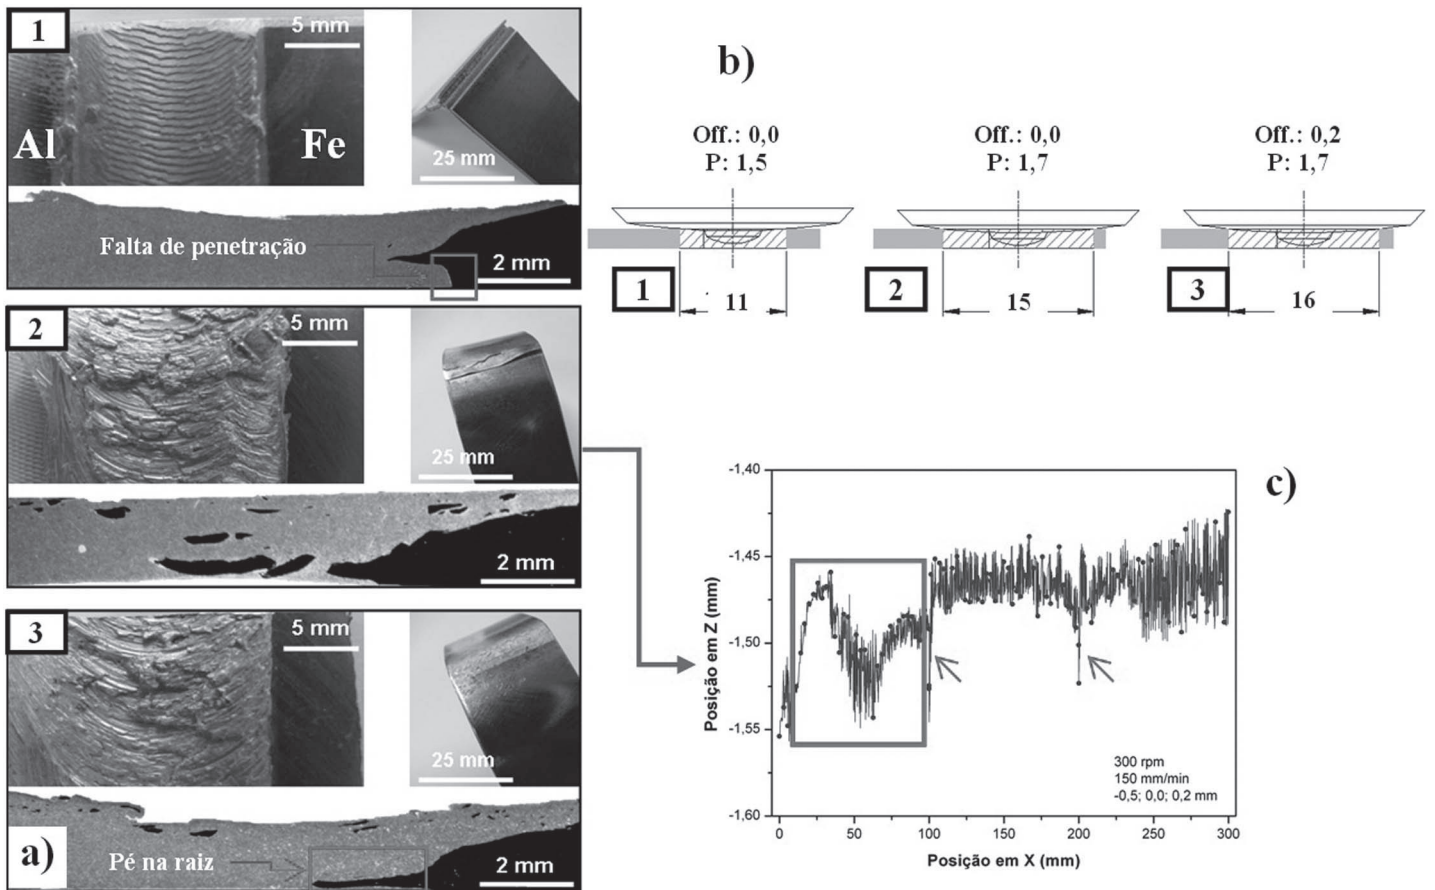 1
5 mm
Al
Fe
25 mm
Falta de penetração
2 mm
2
5 mm
25 mm
2 mm
3
5 mm
25 mm
a)
Pé na raiz
2 mm
b)
Off.: 0,0
P: 1,5
1
11
Off.: 0,0
P: 1,7
2
15
Off.: 0,2
P: 1,7
3
16
c)
Posição em Z (mm)
-1,40
-1,45
-1,50
-1,55
-1,60
300 rpm
150 mm/min
-0,5; 0,0; 0,2 mm
0 50 100 150 200 250 300
Posição em X (mm)